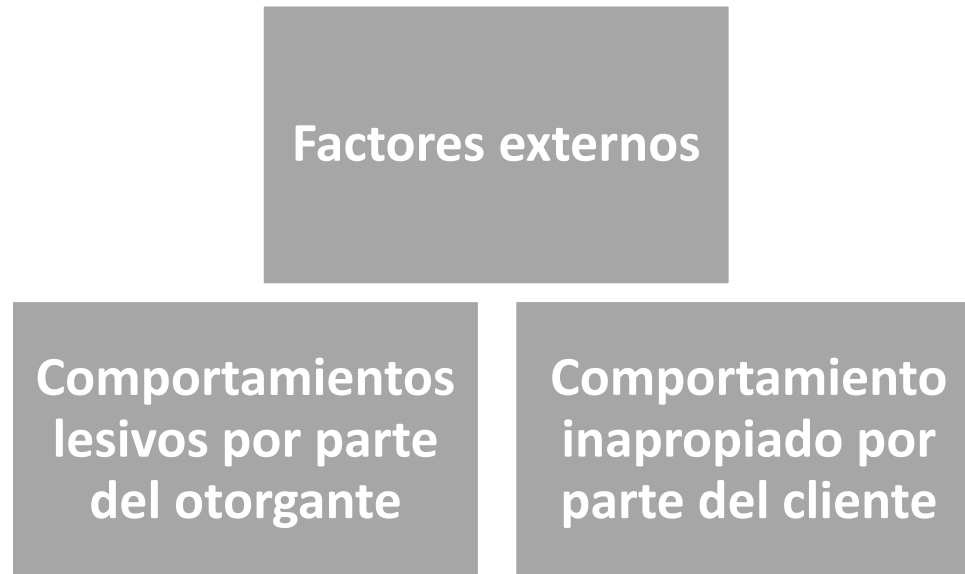 Factores externos
Comportamientos
lesivos por parte
del otorgante
Comportamiento
inapropiado por
parte del cliente